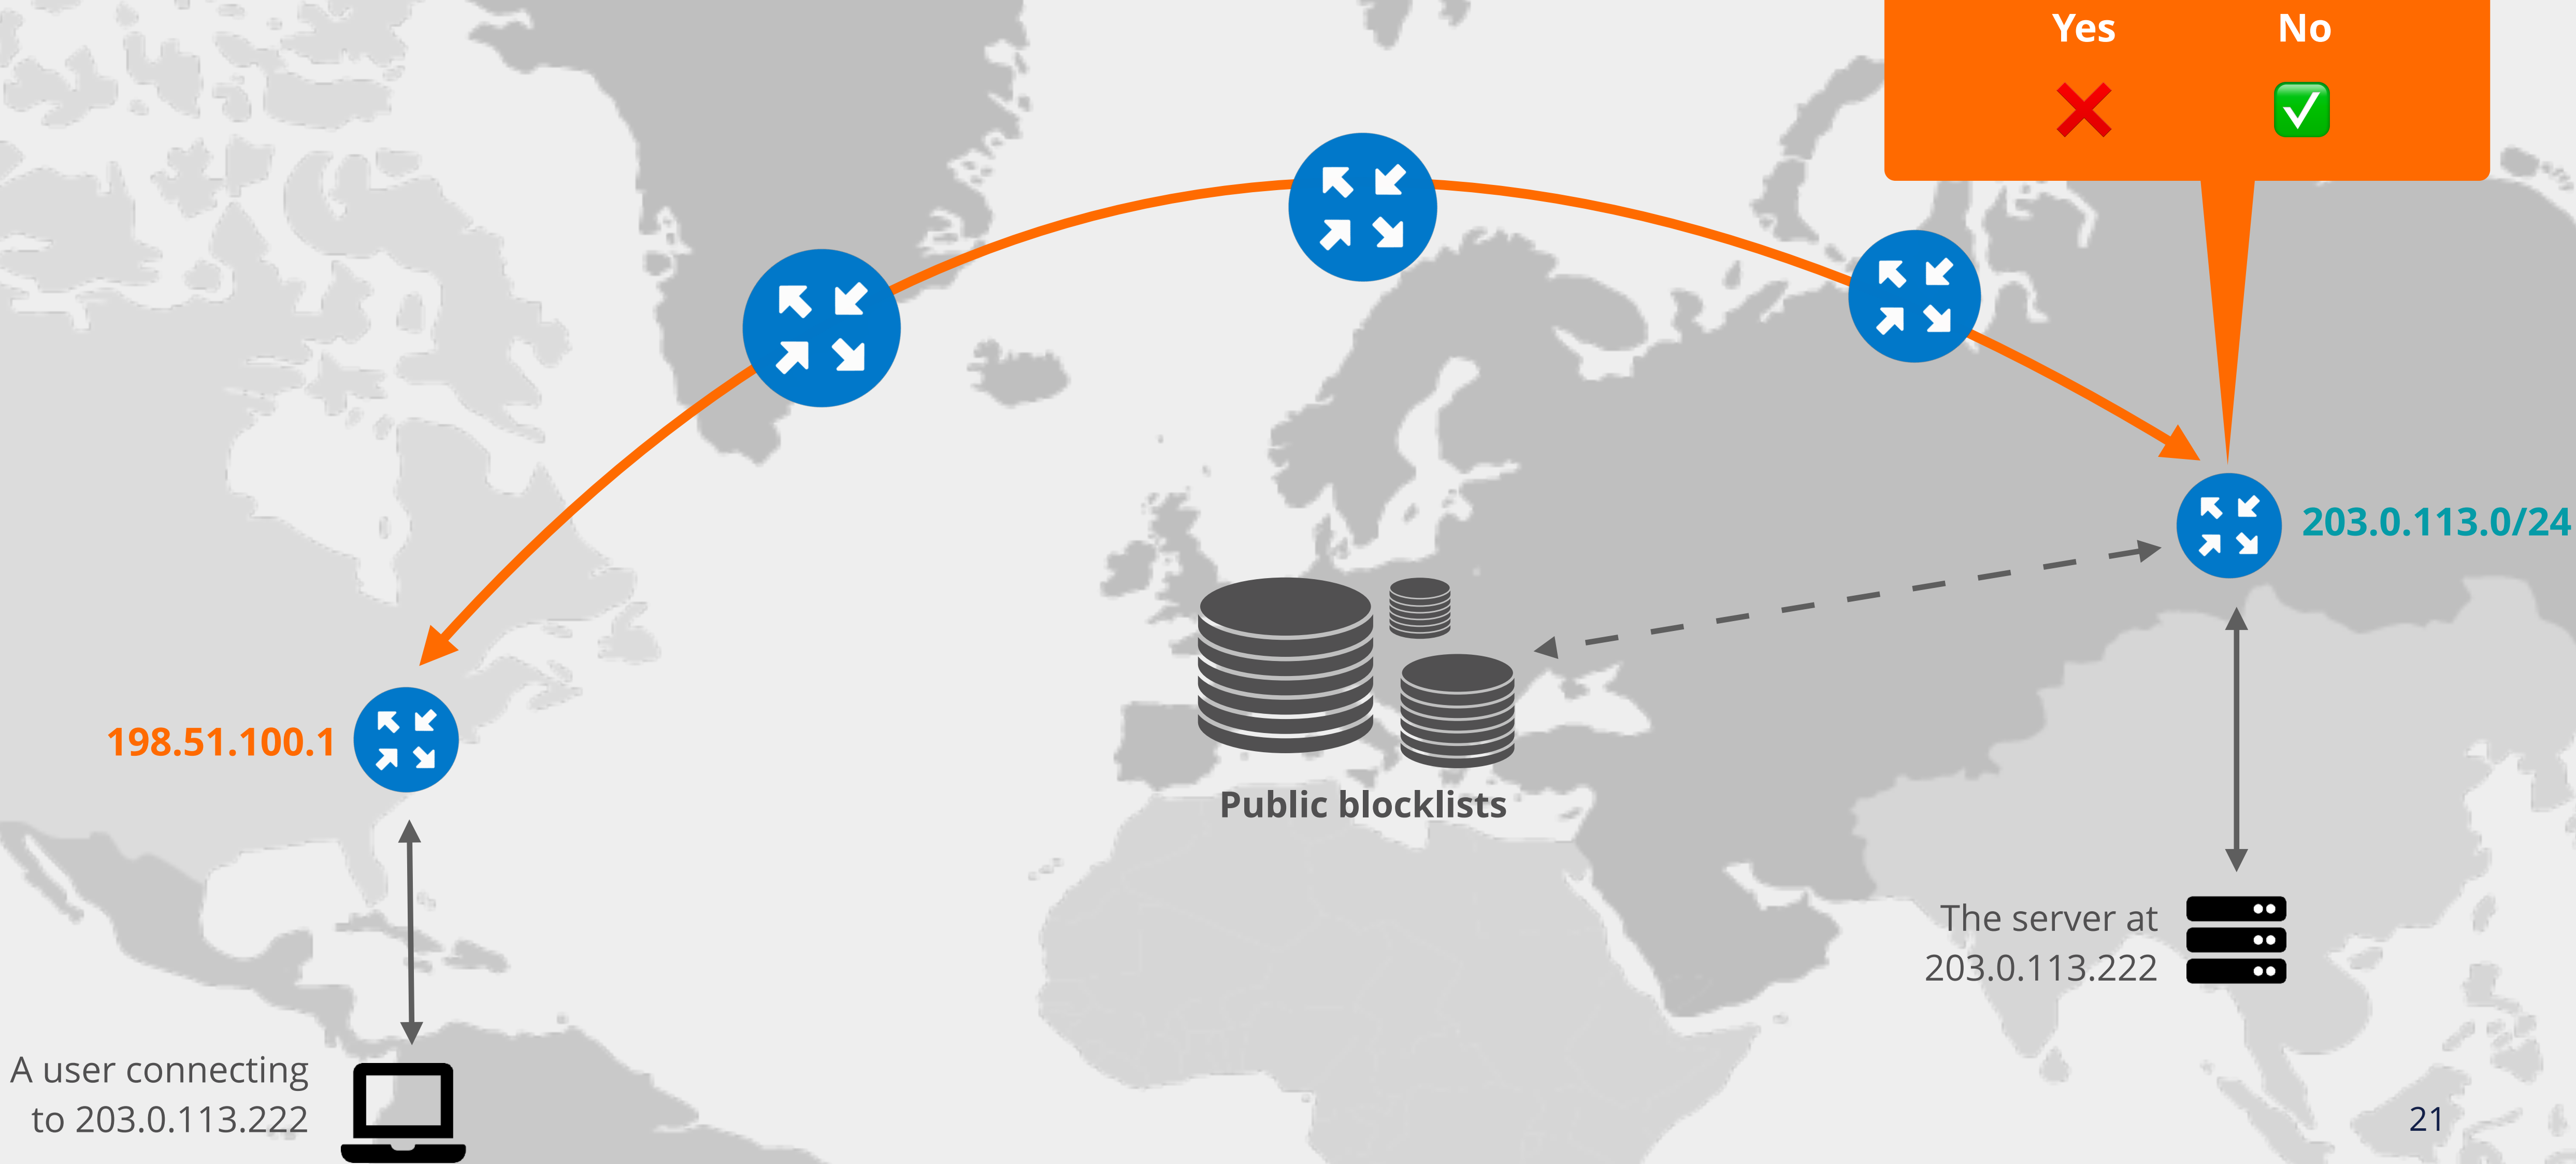 Yes No
203.0.113.0/24
198.51.100.1
Public blocklists
The server at
203.0.113.222
A user connecting
to 203.0.113.222
21